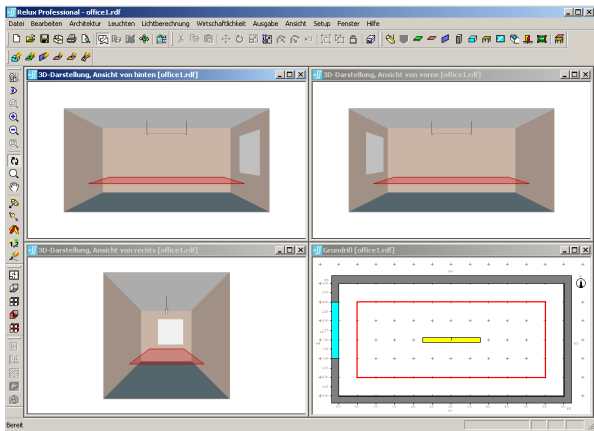 Relux Professional - office1.rdf
Datei Bearbeiten Architektur Leuchten Lichtberechnung Wirtschaftlichkeit Ausgabe Ansicht Setup Fenster Hilfe
3D-Darstellung, Ansicht von hinten [office1.rdf]
3D-Darstellung, Ansicht von vorne [office1.rdf]
3D-Darstellung, Ansicht von rechts [office1.rdf]
Grundriß [office1.rdf]
Bereit